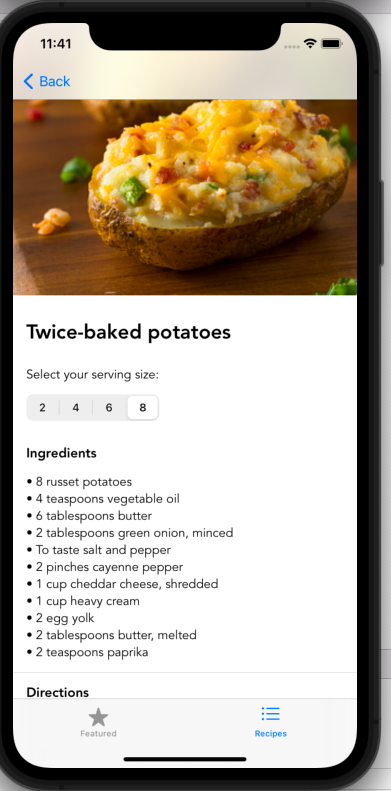 11:41
Back
Twice-baked potatoes
Select your serving size:
2 4 6 8
Ingredients
• 8 russet potatoes
• 4 teaspoons vegetable oil
• 6 tablespoons butter
• 2 tablespoons green onion, minced
• To taste salt and pepper
• 2 pinches cayenne pepper
• 1 cup cheddar cheese, shredded
• 1 cup heavy cream
• 2 egg yolk
• 2 tablespoons butter, melted
• 2 teaspoons paprika
Directions
Featured Recipes